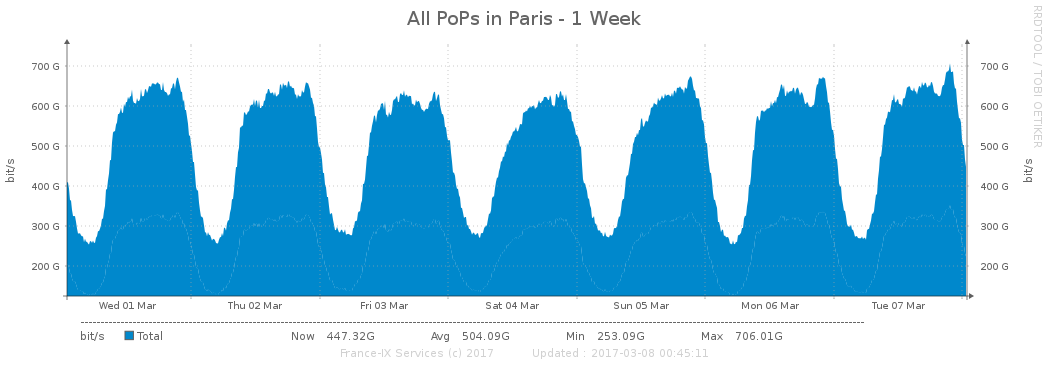 All PoPs in Paris - 1 Week
RRDTOOL / TOBI OETIKER
bit/s
700 G
600 G
500 G
400 G
300 G
200 G
700 G
600 G
500 G
400 G
300 G
200 G
bit/s
Wed 01 Mar Thu 02 Mar Fri 03 Mar Sat 04 Mar Sun 05 Mar Mon 06 Mar Tue 07 Mar
bit/s Total Now 447.32G Avg 504.09G Min 253.09G Max 706.01G
France-IX Services (c) 2017 Updated : 2017-03-08 00:45:11